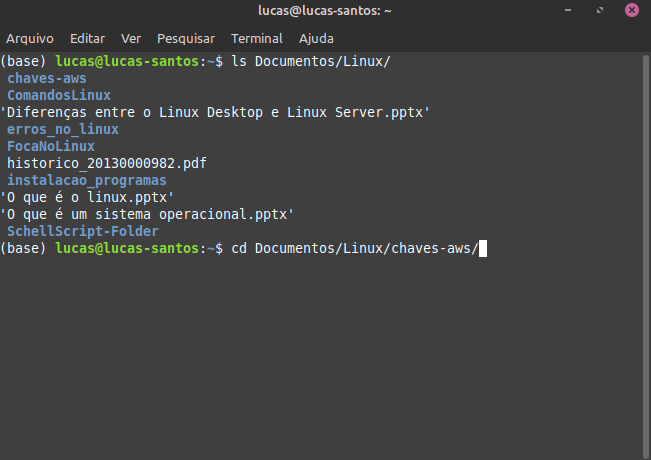 lucas@lucas-santos: ~
Arquivo Editar Ver Pesquisar Terminal Ajuda
(base) lucas@lucas-santos:~$ ls Documentos/Linux/
chaves-aws
ComandosLinux
'Diferenças entre o Linux Desktop e Linux Server.pptx'
erros_no_linux
FocaNoLinux
historico_20130000982.pdf
instalacao_programas
'O que é o linux.pptx'
'O que é um sistema operacional.pptx'
SchellScript-Folder
(base) lucas@lucas-santos:~$ cd Documentos/Linux/chaves-aws/